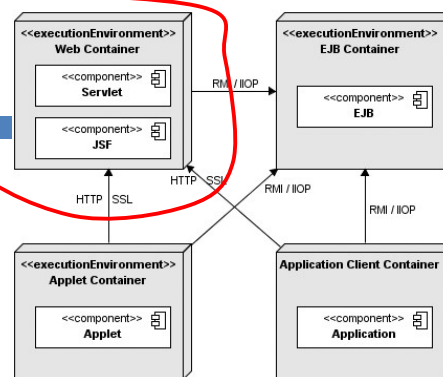 <<executionEnvironment>>
Web Container
<<component>>
Servlet
<<component>>
JSF
<<executionEnvironment>>
EJB Container
<<component>>
EJB
RMI / IIOP
HTTP SSL
HTTP SSL
RMI / IIOP
RMI / IIOP
<<executionEnvironment>>
Applet Container
<<component>>
Applet
Application Client Container
<<component>>
Application